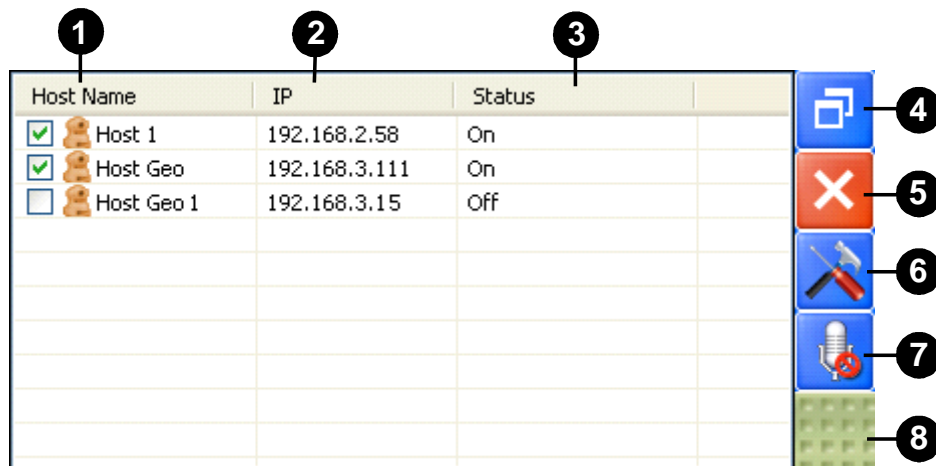 1 2 3
Host Name IP Status
Host 1 192.168.2.58 On
Host Geo 192.168.3.111 On
Host Geo 1 192.168.3.15 Off
4
5
6
7
8